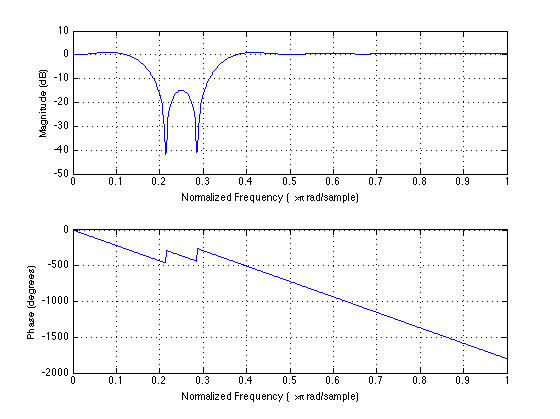 10
0
-10
-20
-30
-40
-50
Magnitude (dB)
0 0.1 0.2 0.3 0.4 0.5 0.6 0.7 0.8 0.9 1
Normalized Frequency (×π rad/sample)
0
-500
-1000
-1500
-2000
Phase (degrees)
0 0.1 0.2 0.3 0.4 0.5 0.6 0.7 0.8 0.9 1
Normalized Frequency (×π rad/sample)